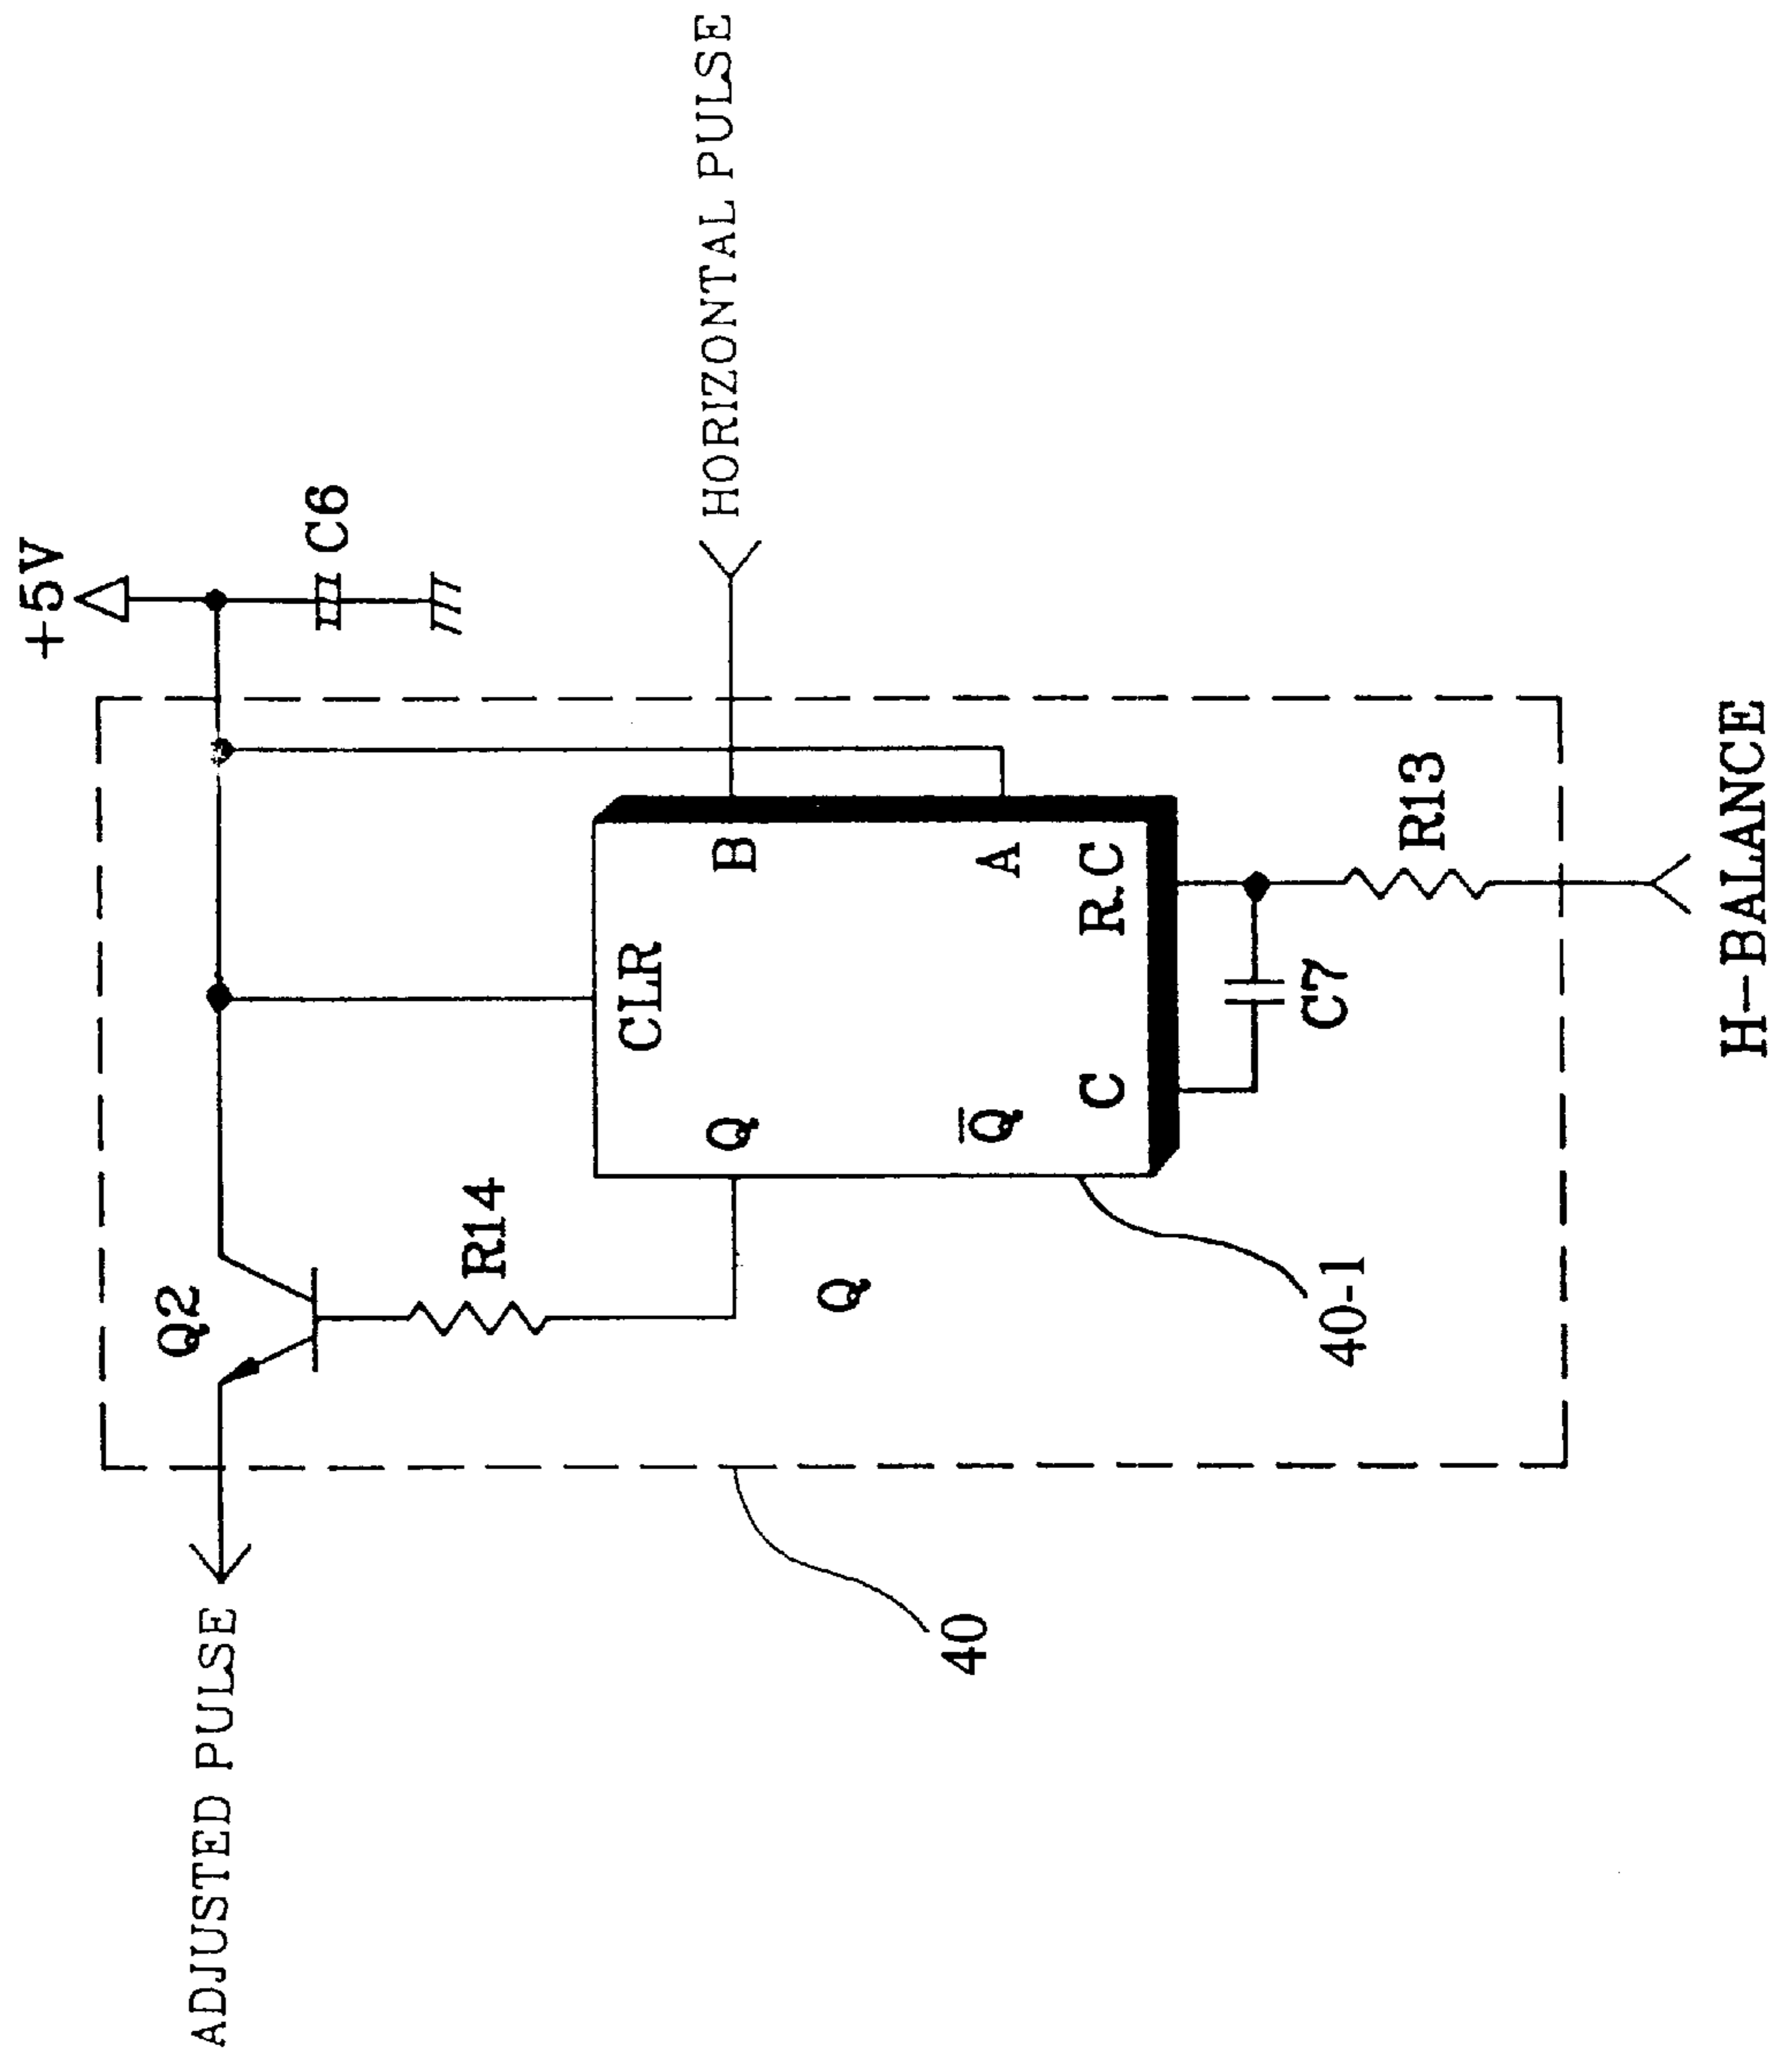 +5V
C6
HORIZONTAL PULSE
Q2
R14
CLR
B
A
Q
Q̅
R.C
C
Q
C7
R13
40-1
40
ADJUSTED PULSE
H-BALANCE